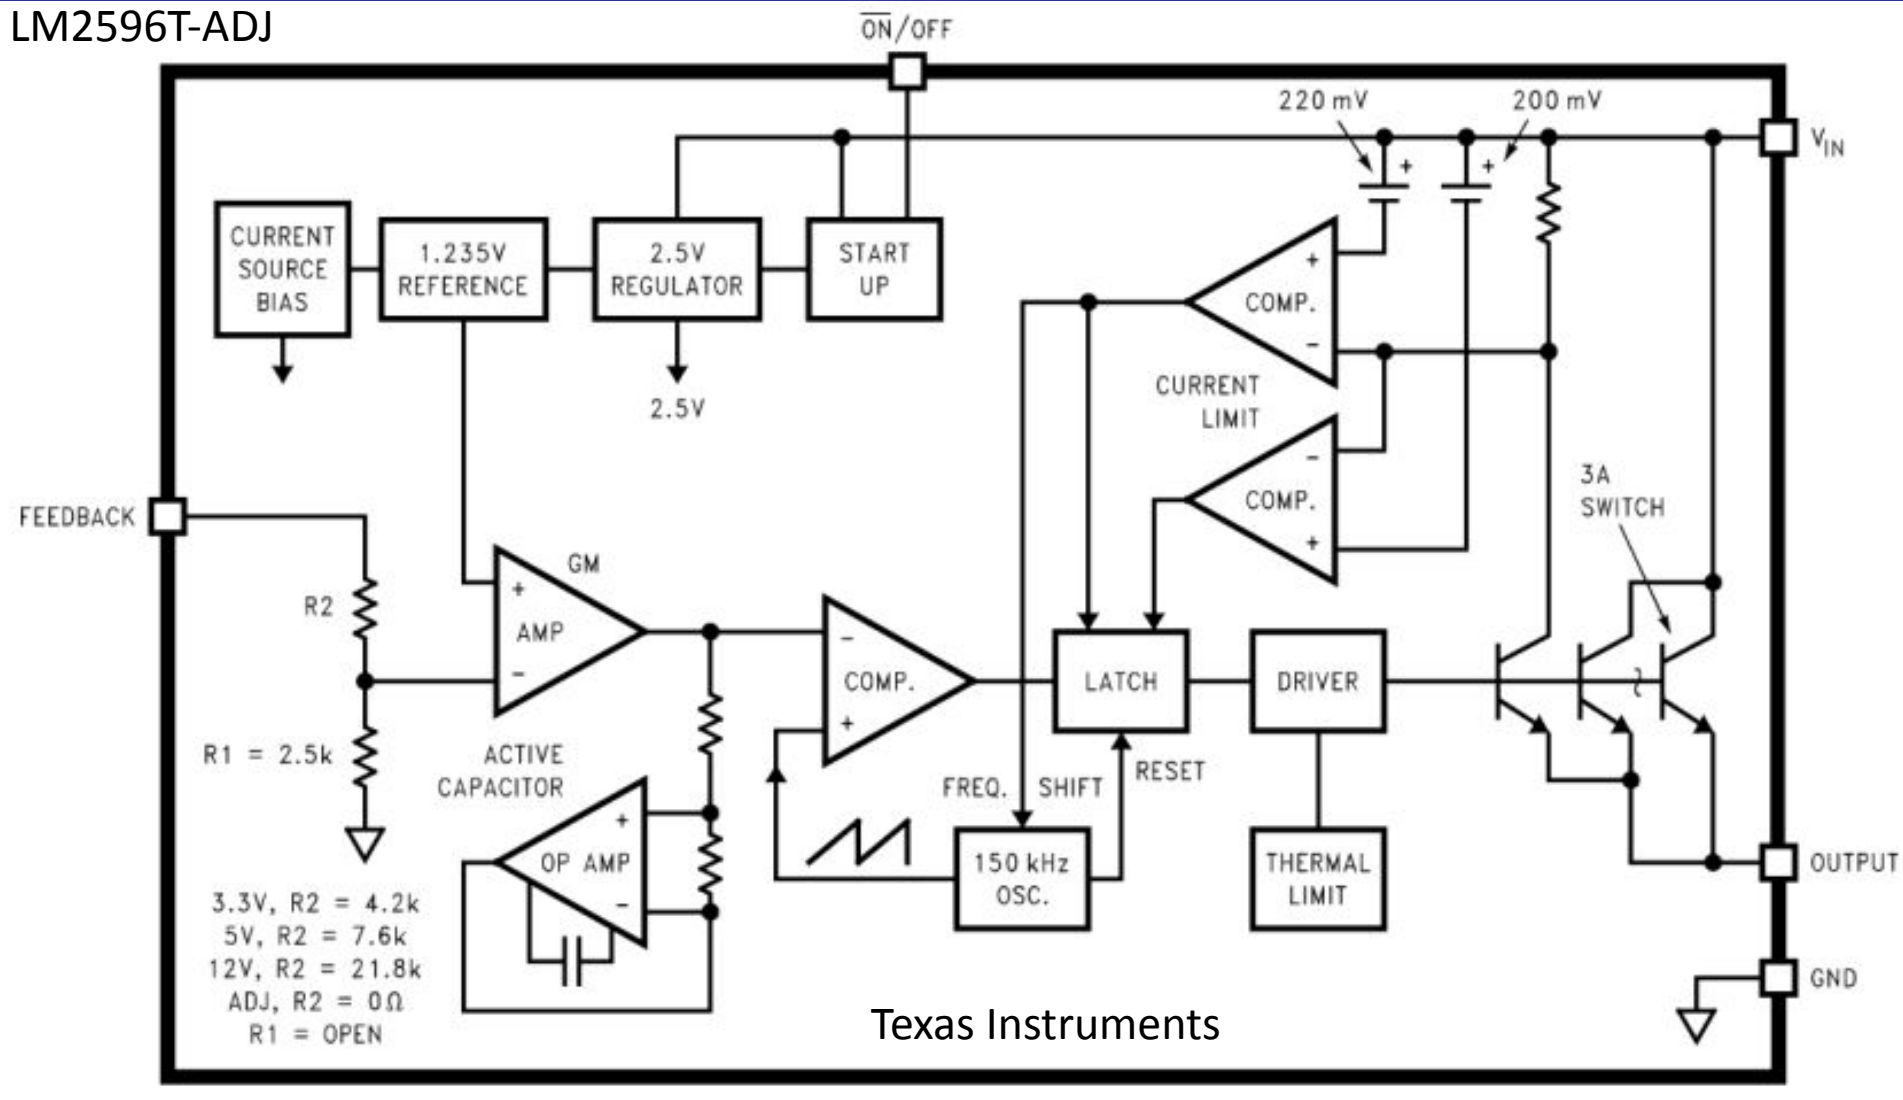 LM2596T-ADJ
ON/OFF
220 mV
200 mV
VIN
CURRENT
SOURCE
BIAS
1.235V
REFERENCE
2.5V
REGULATOR
START
UP
2.5V
+
+
+
COMP.
-
CURRENT
LIMIT
-
COMP.
+
3A
SWITCH
FEEDBACK
R2
R1 = 2.5k
GM
+
AMP
-
-
COMP.
+
LATCH
DRIVER
ACTIVE
CAPACITOR
+
OP AMP
-
FREQ. SHIFT
RESET
150 kHz
OSC.
THERMAL
LIMIT
OUTPUT
GND
3.3V, R2 = 4.2k
5V, R2 = 7.6k
12V, R2 = 21.8k
ADJ, R2 = 0Ω
R1 = OPEN
Texas Instruments